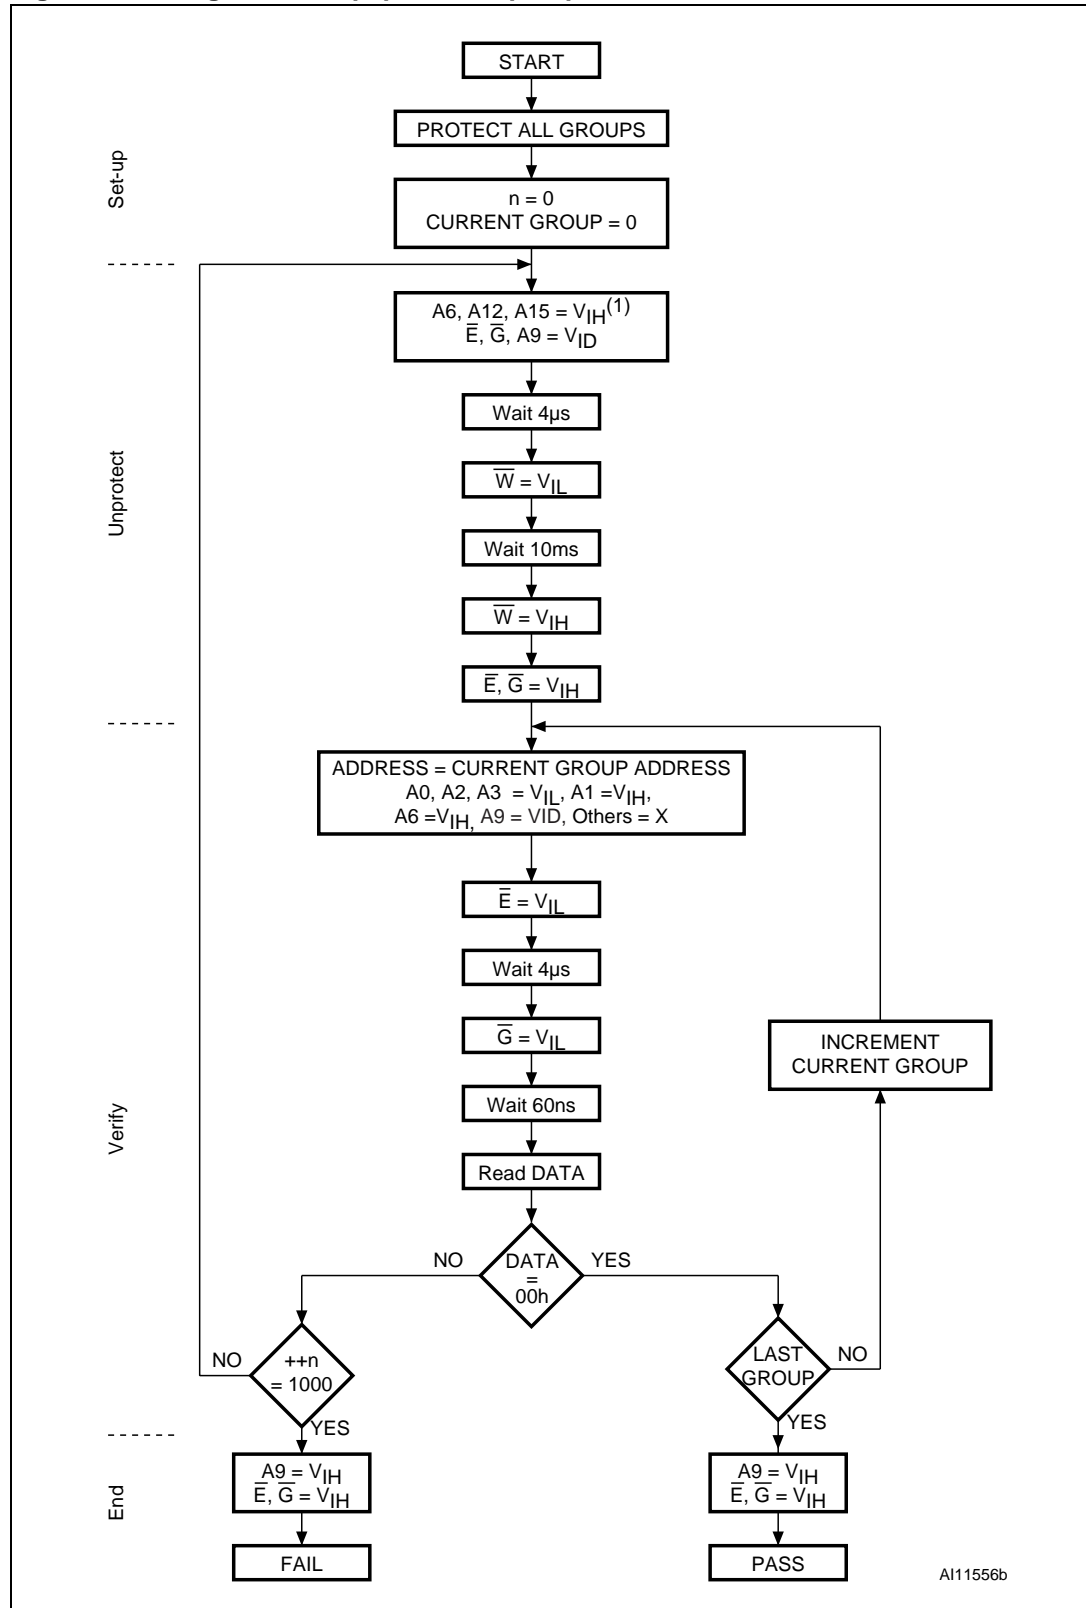 START
PROTECT ALL GROUPS
Set-up
n = 0
CURRENT GROUP = 0
A6, A12, A15 = VIH(1)
E̅, G̅, A9 = VID
Wait 4µs
Unprotect
W̅ = VIL
Wait 10ms
W̅ = VIH
E̅, G̅ = VIH
ADDRESS = CURRENT GROUP ADDRESS
A0, A2, A3 = VIL, A1 =VIH,
A6 =VIH, A9 = VID, Others = X
E̅ = VIL
Wait 4µs
G̅ = VIL
INCREMENT
CURRENT GROUP
Wait 60ns
Verify
Read DATA
NO
DATA
=
00h
YES
NO
++n
= 1000
LAST
GROUP
NO
YES
YES
End
A9 = VIH
E̅, G̅ = VIH
A9 = VIH
E̅, G̅ = VIH
FAIL
PASS
AI11556b